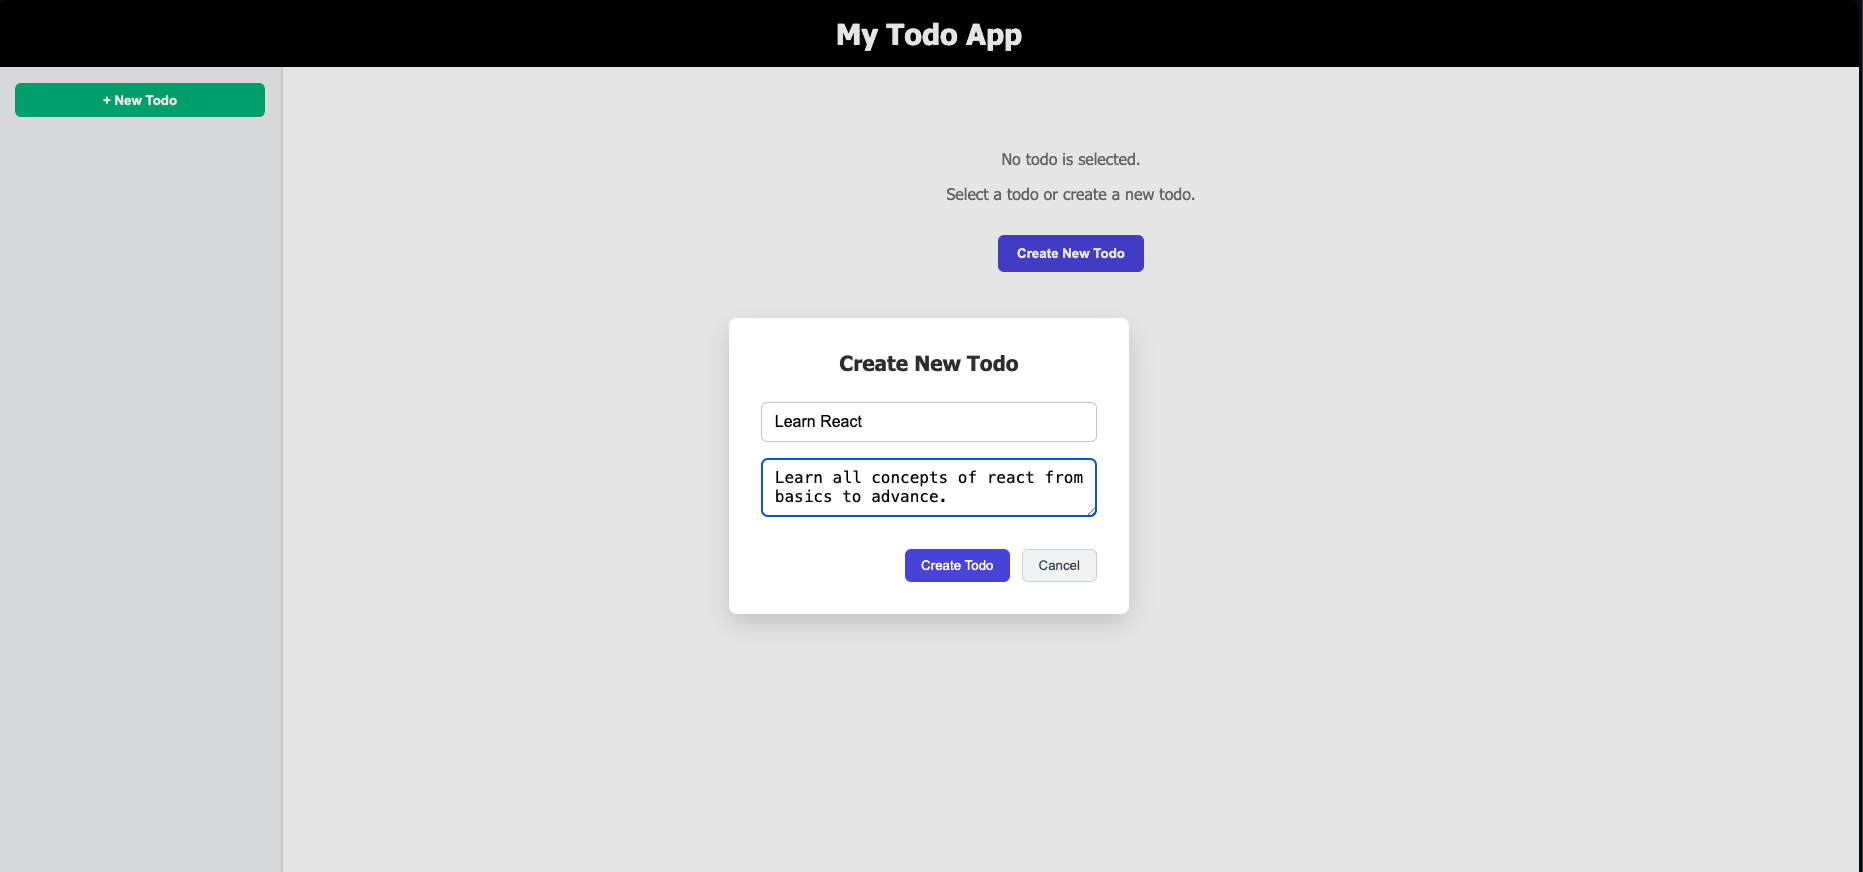 My Todo App
+ New Todo
No todo is selected.
Select a todo or create a new todo.
Create New Todo
Create New Todo
Learn React
Learn all concepts of react from
basics to advance.
Create Todo
Cancel